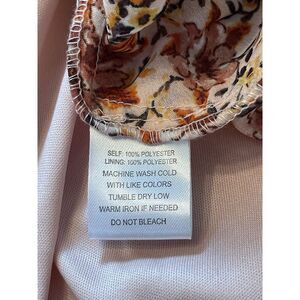 SELF: 100% POLYESTER
LINING: 100% POLYESTER
MACHINE WASH COLD
WITH LIKE COLORS
TUMBLE DRY LOW
WARM IRON IF NEEDED
DO NOT BLEACH